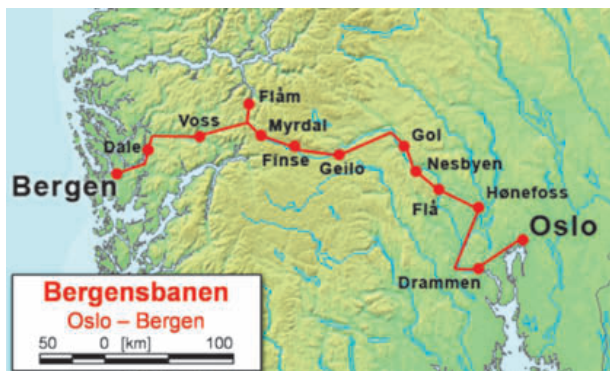 Flåm
Voss
Myrdal
Dale
Gol
Finse
Geilo
Nesbyen
Bergen
Flå
Hønefoss
Oslo
Drammen
Bergensbanen
Oslo – Bergen
50 0 [km] 100